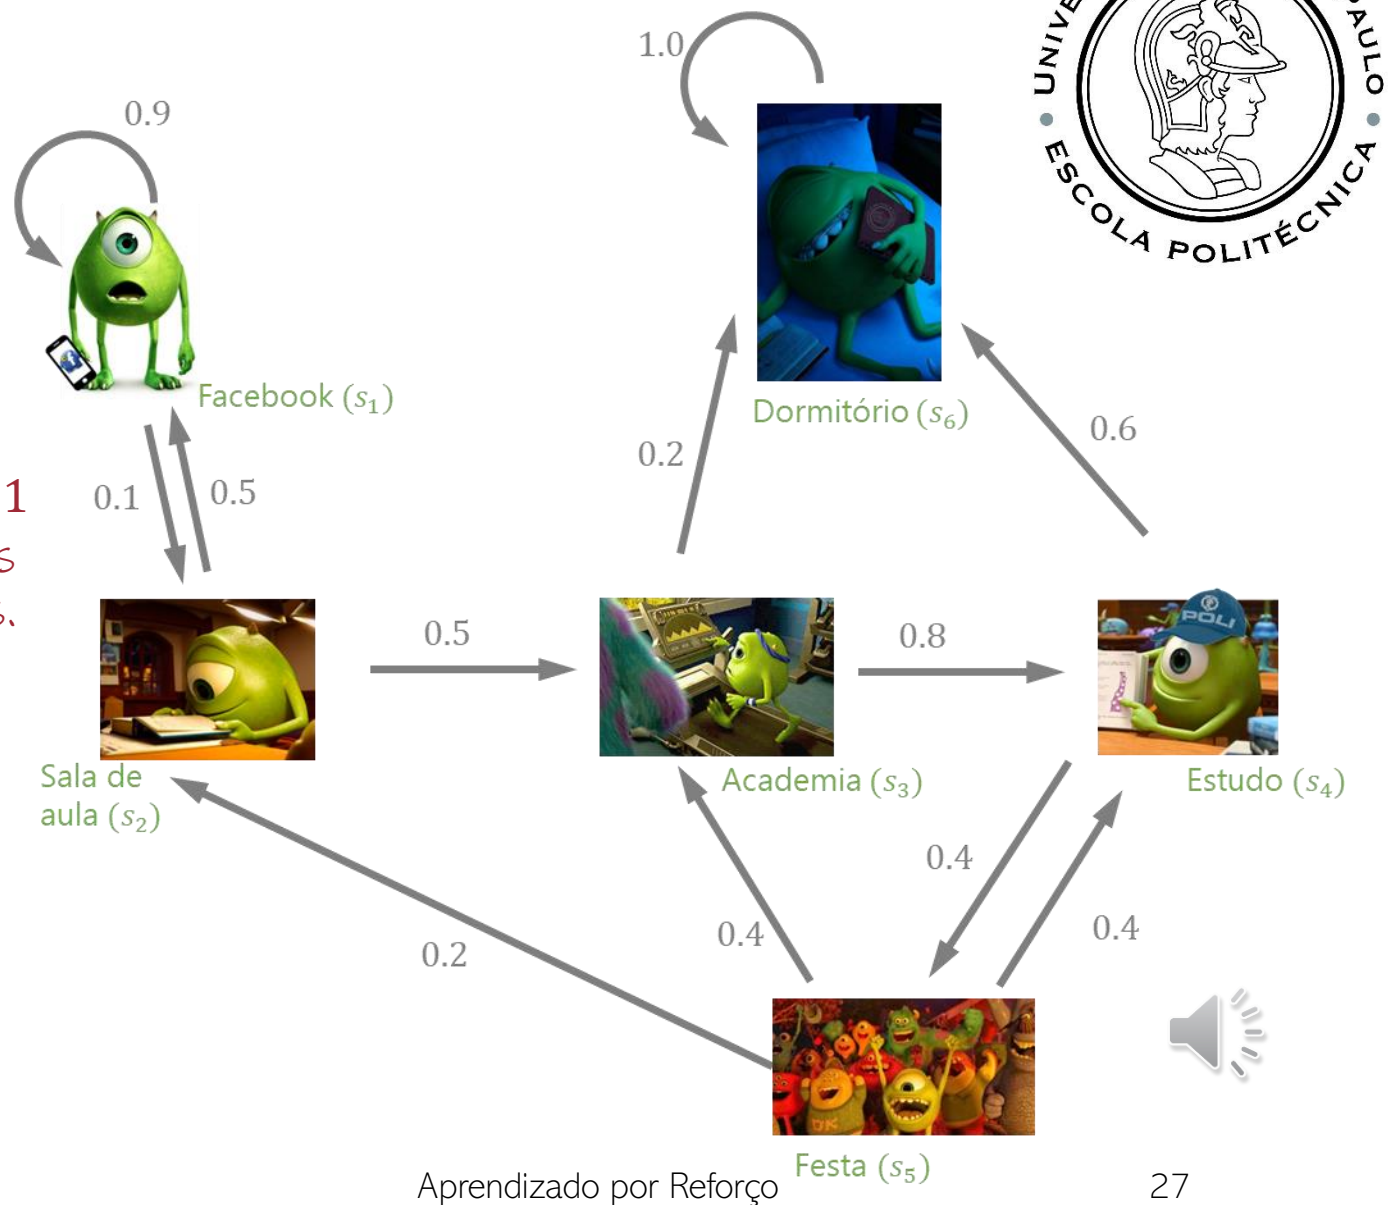 1.0
0.9
ESCOLA POLITÉCNICA
Facebook (s₁)
Dormitório (s₆)
0.2
0.6
1
0.1
0.5
s.
0.5
0.8
POLI
Sala de
aula (s₂)
Academia (s₃)
Estudo (s₄)
0.4
0.4
0.4
0.2
Festa (s₅)
Aprendizado por Reforço
27